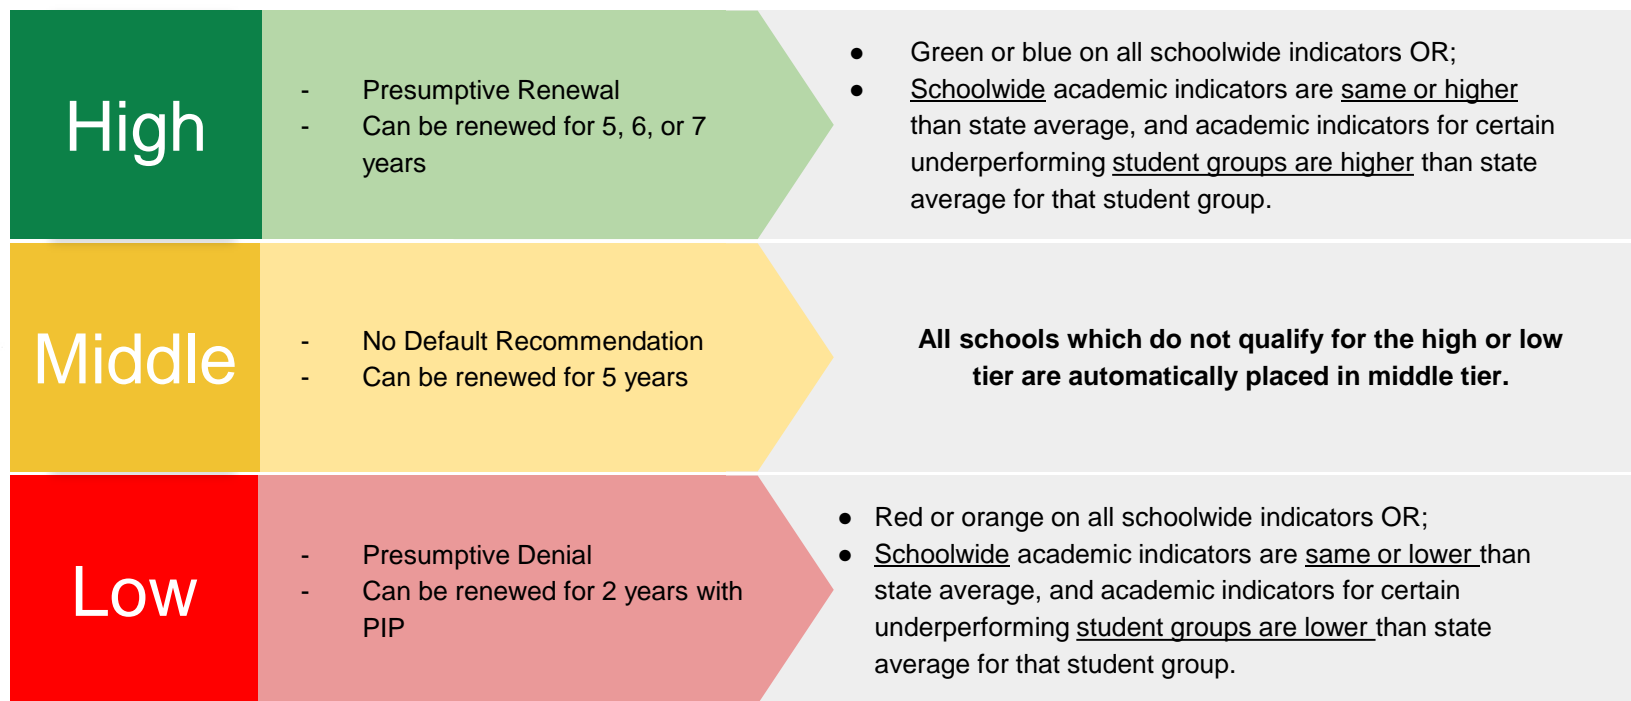 High
- Presumptive Renewal
- Can be renewed for 5, 6, or 7
years
● Green or blue on all schoolwide indicators OR;
● Schoolwide academic indicators are same or higher
than state average, and academic indicators for certain
underperforming student groups are higher than state
average for that student group.
Middle
- No Default Recommendation
- Can be renewed for 5 years
All schools which do not qualify for the high or low
tier are automatically placed in middle tier.
Low
- Presumptive Denial
- Can be renewed for 2 years with
PIP
● Red or orange on all schoolwide indicators OR;
● Schoolwide academic indicators are same or lower than
state average, and academic indicators for certain
underperforming student groups are lower than state
average for that student group.